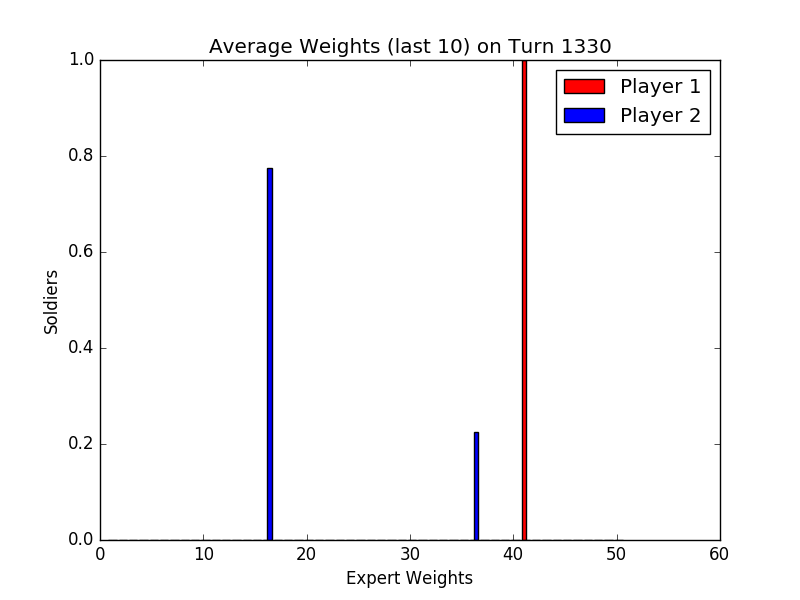 Average Weights (last 10) on Turn 1330
1.0
0.8
0.6
0.4
0.2
0.0
Soldiers
Player 1
Player 2
0 10 20 30 40 50 60
Expert Weights